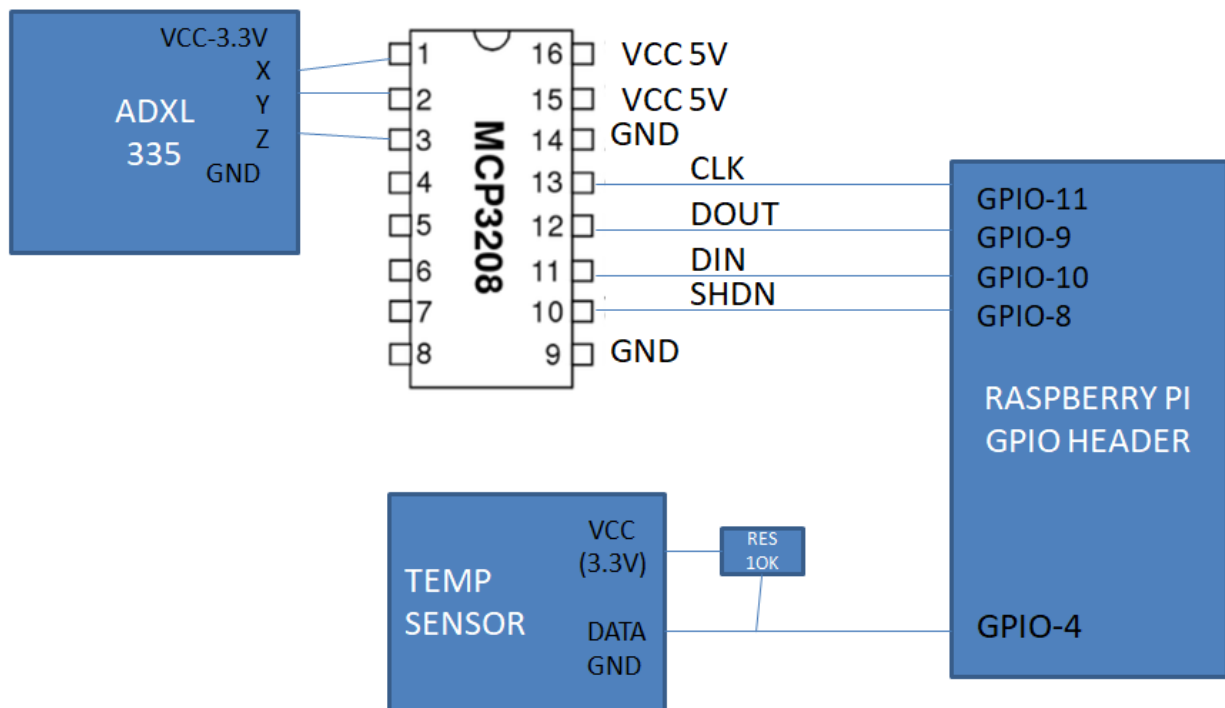 VCC-3.3V
X
Y
Z
GND
ADXL
335
1
2
3
4
5
6
7
8
MCP3208
16
15
14
13
12
11
10
9
VCC 5V
VCC 5V
GND
CLK
DOUT
DIN
SHDN
GND
GPIO-11
GPIO-9
GPIO-10
GPIO-8
RASPBERRY PI
GPIO HEADER
GPIO-4
TEMP
SENSOR
VCC
(3.3V)
DATA
GND
RES
1OK